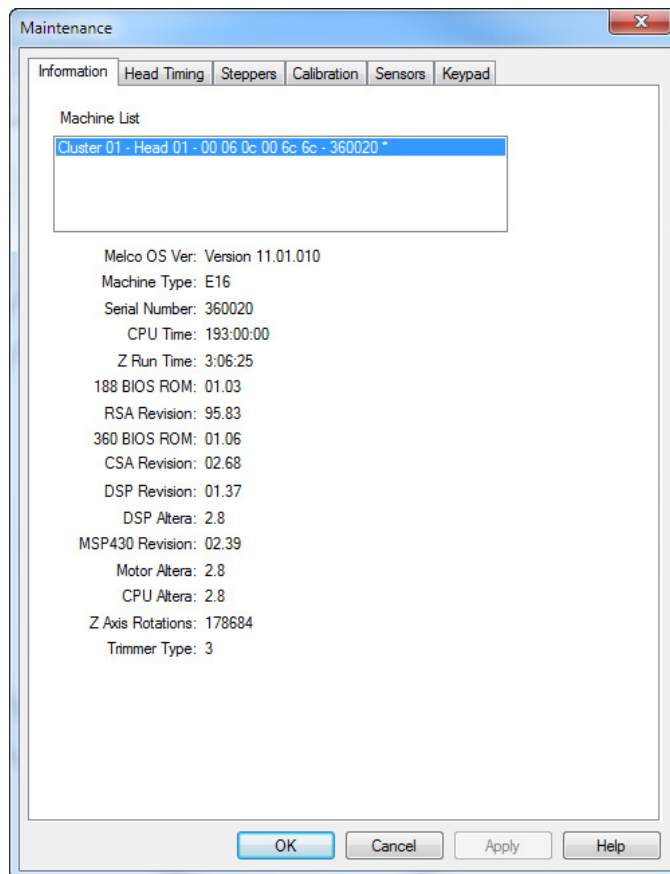 Maintenance
Information Head Timing Steppers Calibration Sensors Keypad
Machine List
Cluster 01 - Head 01 - 00 06 0c 00 6c 6c - 360020 *
Melco OS Ver: Version 11.01.010
Machine Type: E16
Serial Number: 360020
CPU Time: 193:00:00
Z Run Time: 3:06:25
188 BIOS ROM: 01.03
RSA Revision: 95.83
360 BIOS ROM: 01.06
CSA Revision: 02.68
DSP Revision: 01.37
DSP Altera: 2.8
MSP430 Revision: 02.39
Motor Altera: 2.8
CPU Altera: 2.8
Z Axis Rotations: 178684
Trimmer Type: 3
OK Cancel Apply Help